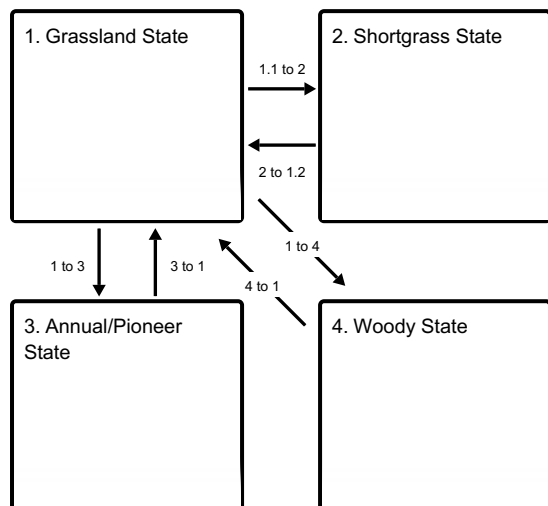 1. Grassland State
2. Shortgrass State
1.1 to 2
2 to 1.2
1 to 4
1 to 3
3 to 1
4 to 1
3. Annual/Pioneer
State
4. Woody State